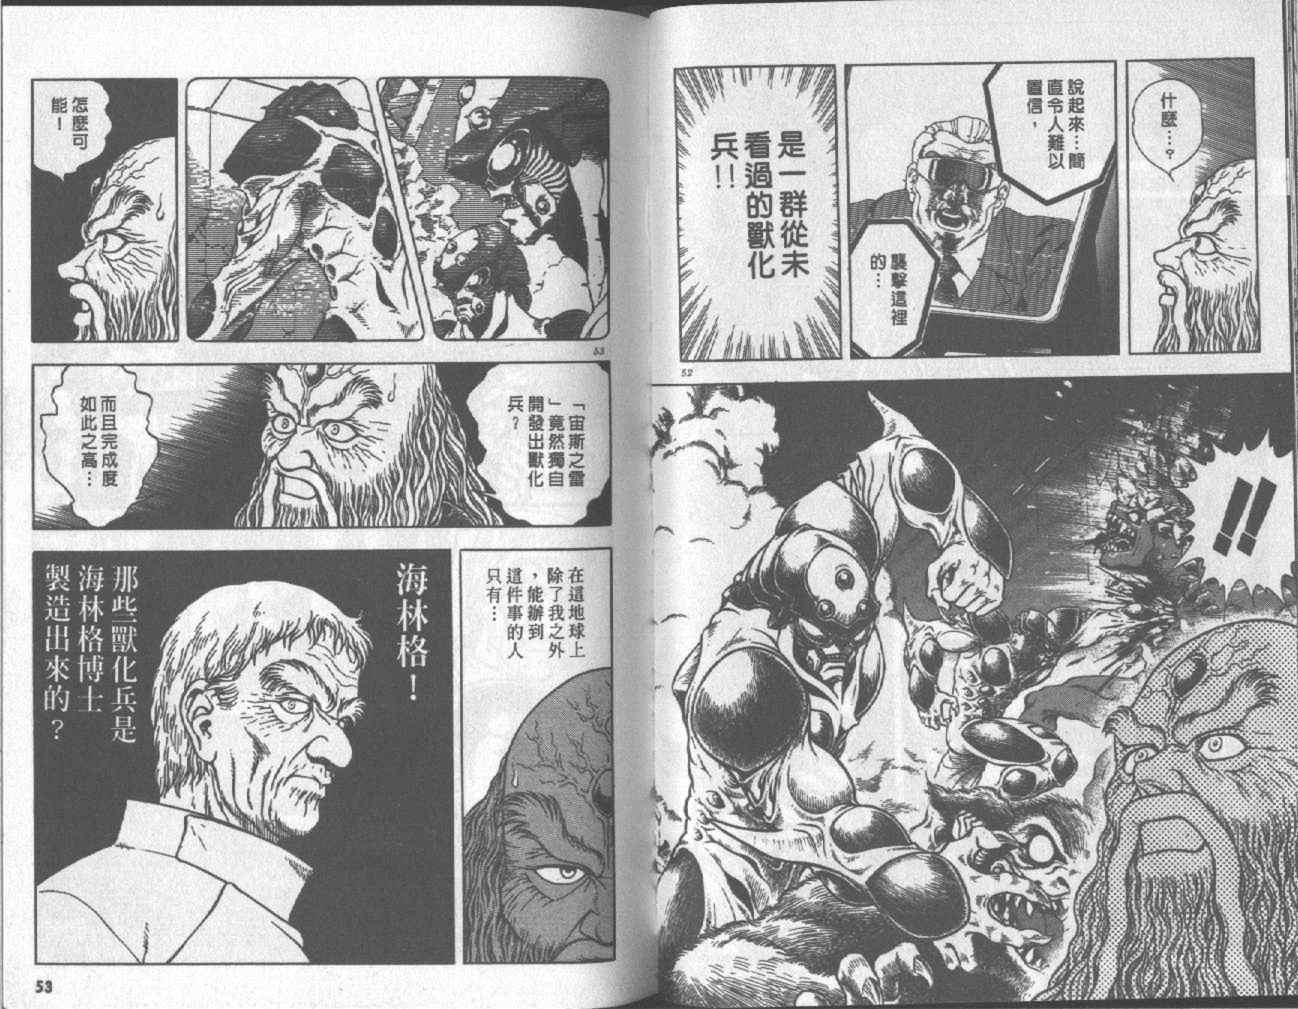 什麼…?
說起來…簡
直令人難以
置信，
襲擊這裡
的…
是一群從未
看過的獸化
兵!!
52
!!
怎麼可
能！
53
「宙斯之雷
」竟然獨自
開發出獸化
兵？
而且完成度
如此之高…
在這地球上
除了我之外
，能辦到
這件事的人
只有…
海林格！
那些獸化兵是
海林格博士
製造出來的？
53